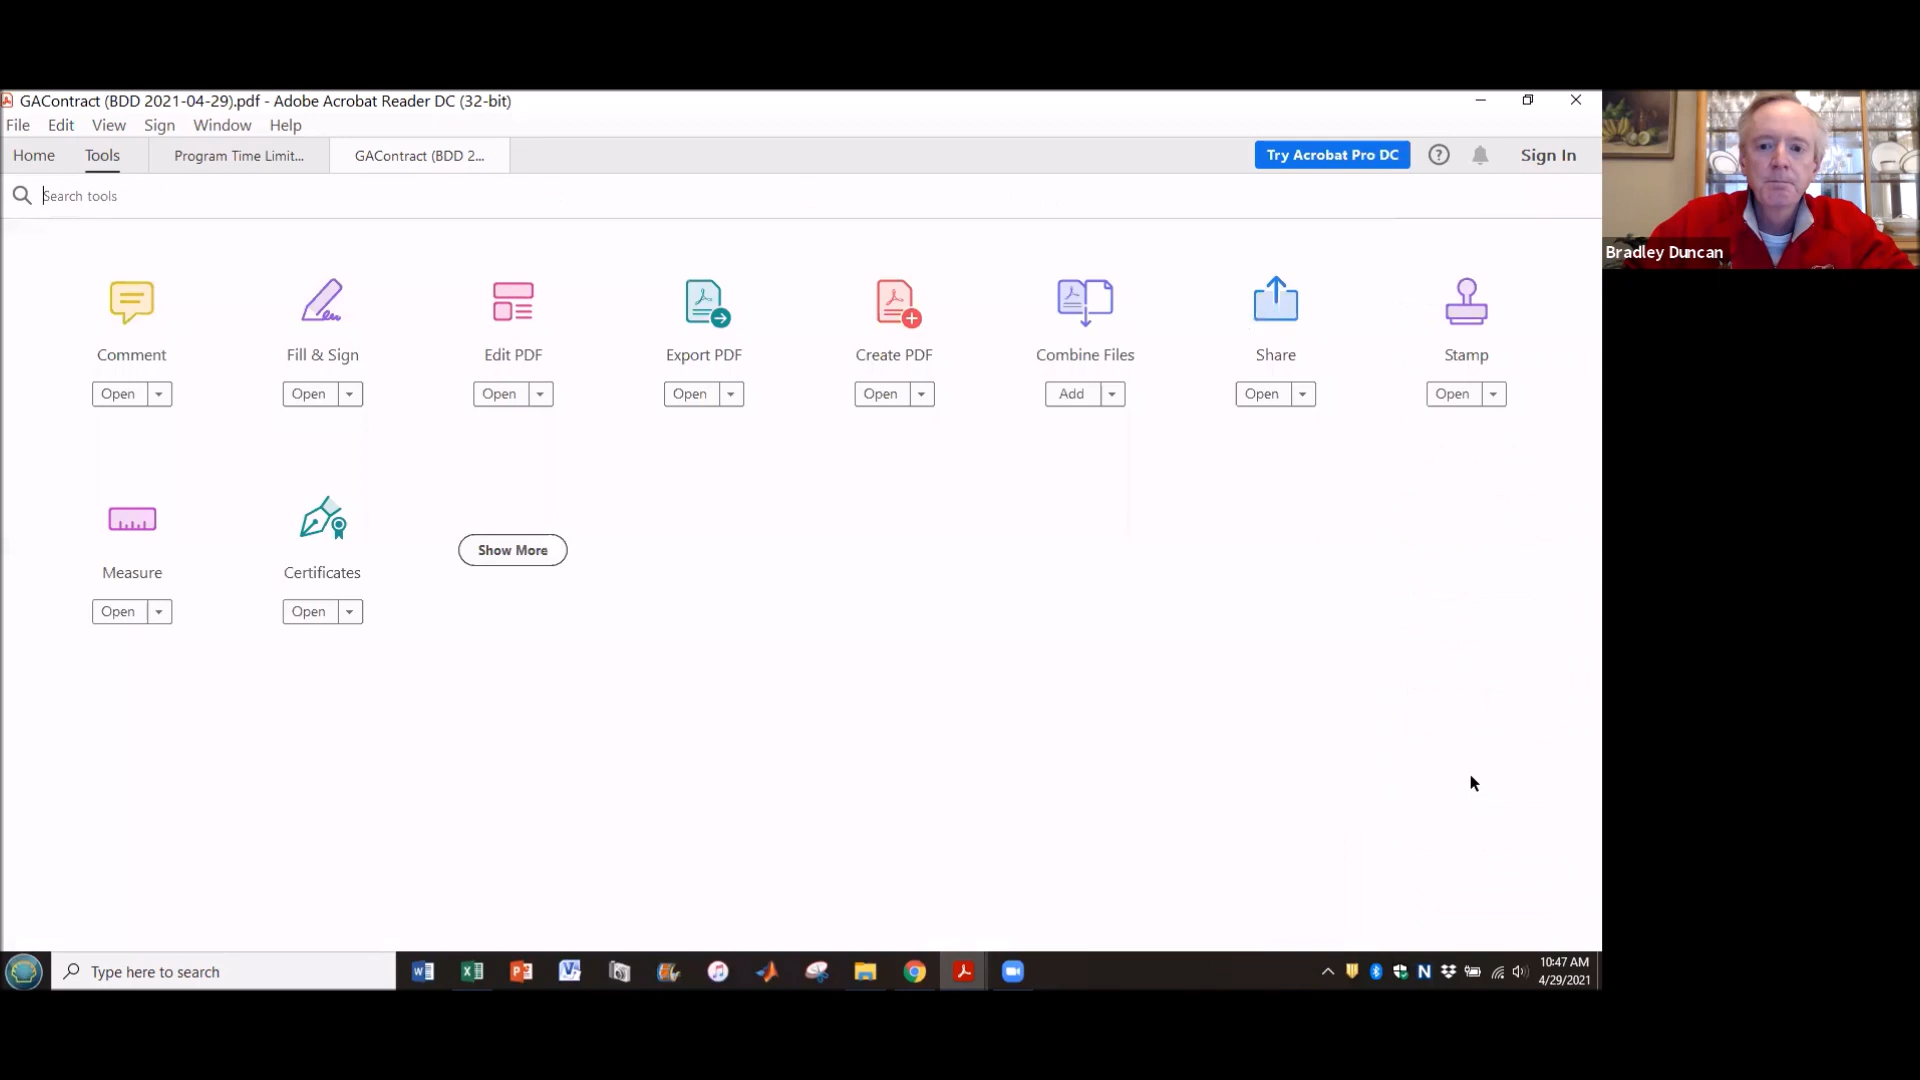 GAContract (BDD 2021-04-29).pdf - Adobe Acrobat Reader DC (32-bit)
File Edit View Sign Window Help
Home Tools Program Time Limit... GAContract (BDD 2... Try Acrobat Pro DC ? Sign In
Search tools
Bradley Duncan
Comment Fill & Sign Edit PDF Export PDF Create PDF Combine Files Share Stamp
Open Open Open Open Open Add Open Open
Measure Certificates Show More
Open Open
Type here to search
10:47 AM
4/29/2021